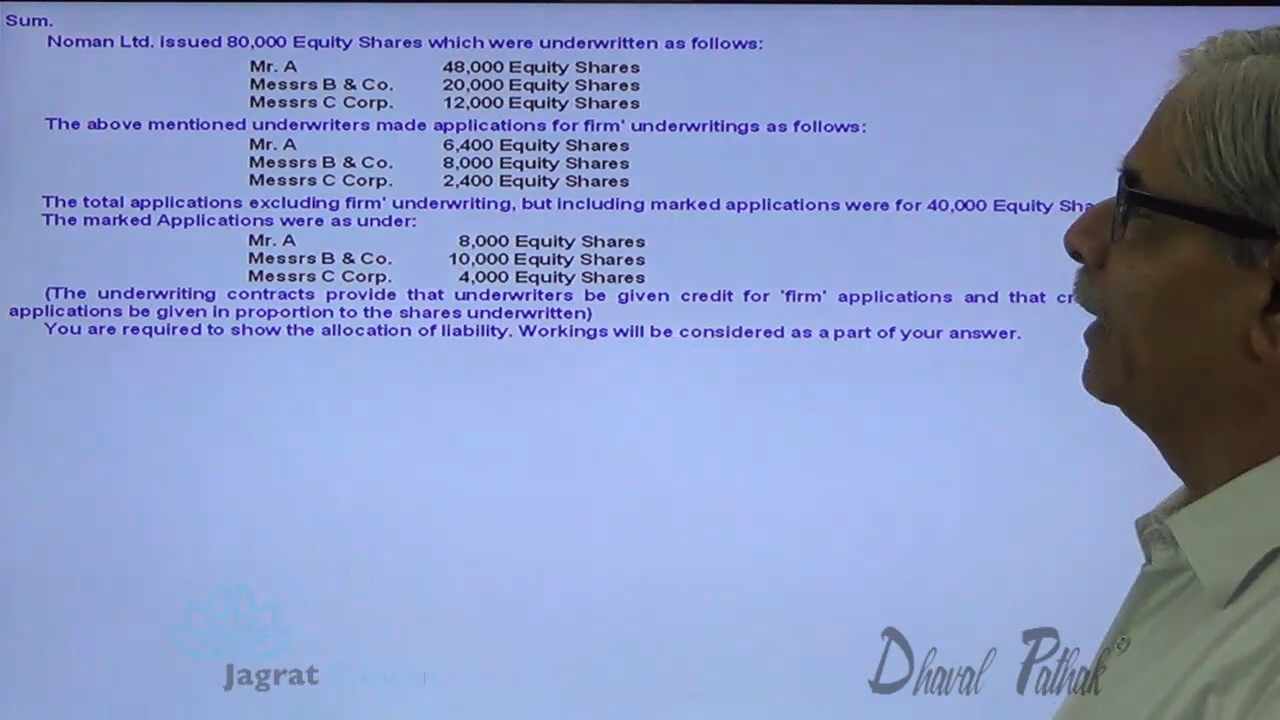 Sum.
Noman Ltd. Issued 80,000 Equity Shares which were underwritten as follows:
Mr. A 48,000 Equity Shares
Messrs B & Co. 20,000 Equity Shares
Messrs C Corp. 12,000 Equity Shares
The above mentioned underwriters made applications for firm' underwritings as follows:
Mr. A 6,400 Equity Shares
Messrs B & Co. 8,000 Equity Shares
Messrs C Corp. 2,400 Equity Shares
The total applications excluding firm' underwriting, but including marked applications were for 40,000 Equity Sha
The marked Applications were as under:
Mr. A 8,000 Equity Shares
Messrs B & Co. 10,000 Equity Shares
Messrs C Corp. 4,000 Equity Shares
(The underwriting contracts provide that underwriters be given credit for 'firm' applications and that cr
applications be given in proportion to the shares underwritten)
You are required to show the allocation of liability. Workings will be considered as a part of your answer.
Jagrat
Dhaval Pathak®